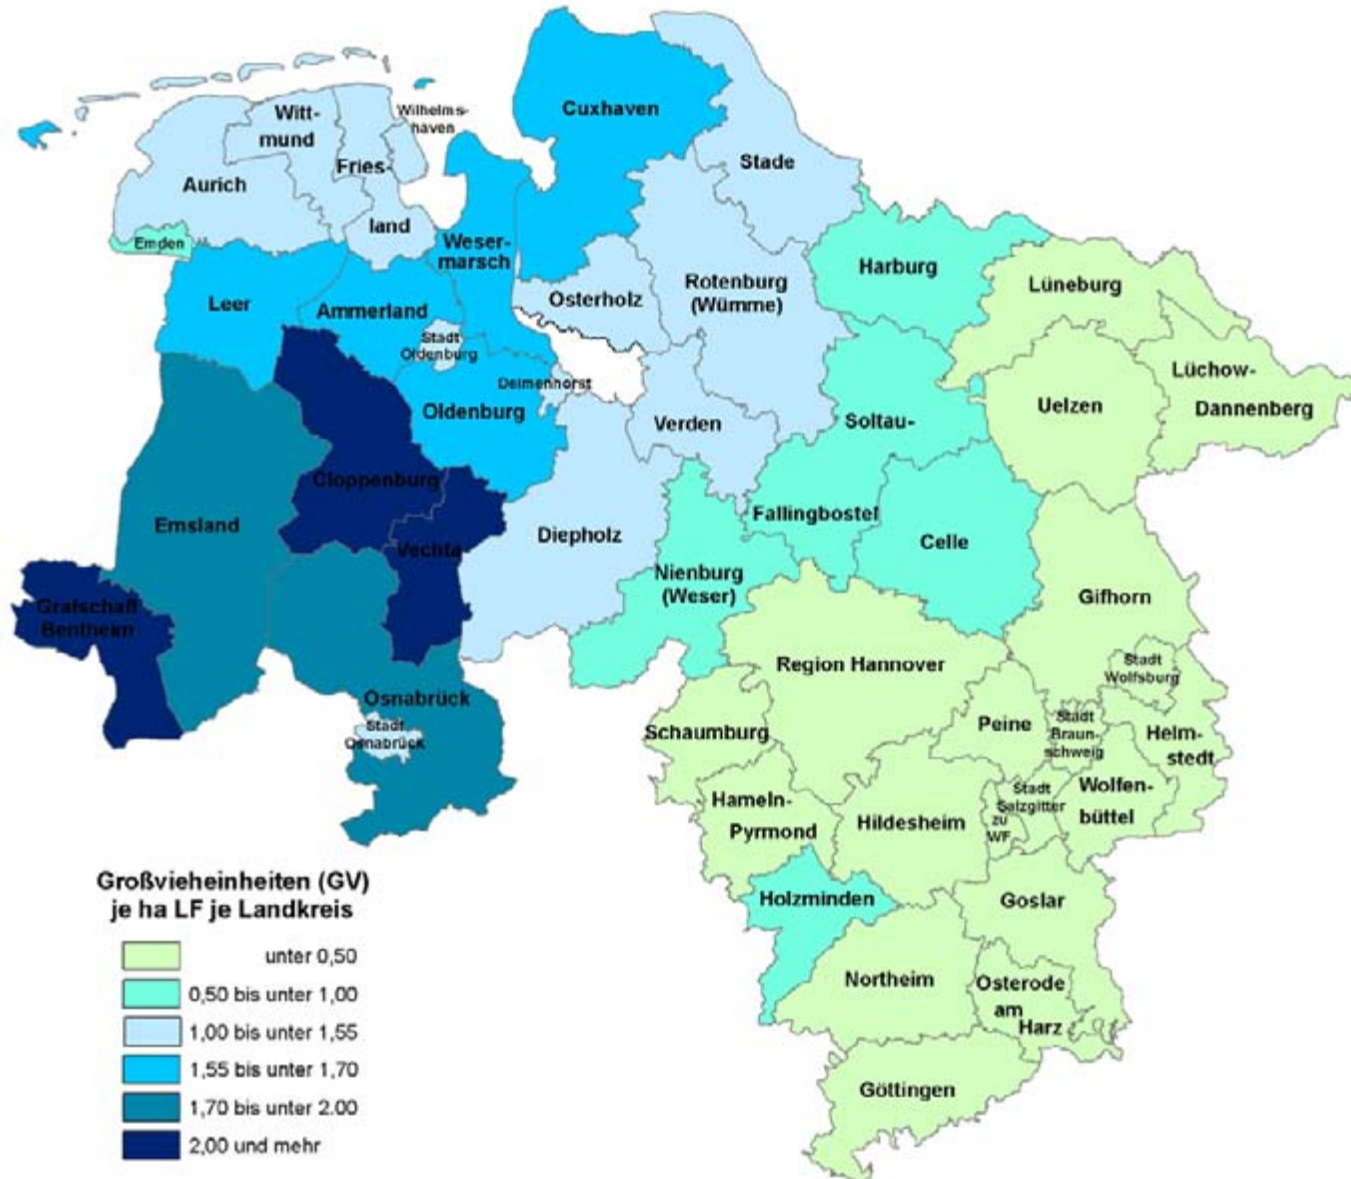 Cuxhaven
Wilhelms-
haven
Witt-
mund
Stade
Fries-
Aurich
land
Emden
Weser-
marsch
Harburg
Rotenburg
(Wümme)
Lüneburg
Osterholz
Leer
Ammerland
Stadt
Oldenburg
Delmenhorst
Lüchow-
Dannenberg
Uelzen
Oldenburg
Verden
Soltau-
Cloppenburg
Fallingbostel
Emsland
Diepholz
Celle
Vechta
Nienburg
(Weser)
Gifhorn
Grafschaft
Bentheim
Region Hannover
Stadt
Wolfsburg
Osnabrück
Stadt
Osnabrück
Schaumburg
Peine
Stadt
Braun-
schweig
Helm-
stedt
Wolfen-
büttel
Stadt
Salzgitter
zu
WF
Hameln-
Pyrmond
Hildesheim
Holzminden
Goslar
Northeim
Osterode
am
Harz
Göttingen
Großvieheinheiten (GV)
je ha LF je Landkreis
unter 0,50
0,50 bis unter 1,00
1,00 bis unter 1,55
1,55 bis unter 1,70
1,70 bis unter 2.00
2,00 und mehr